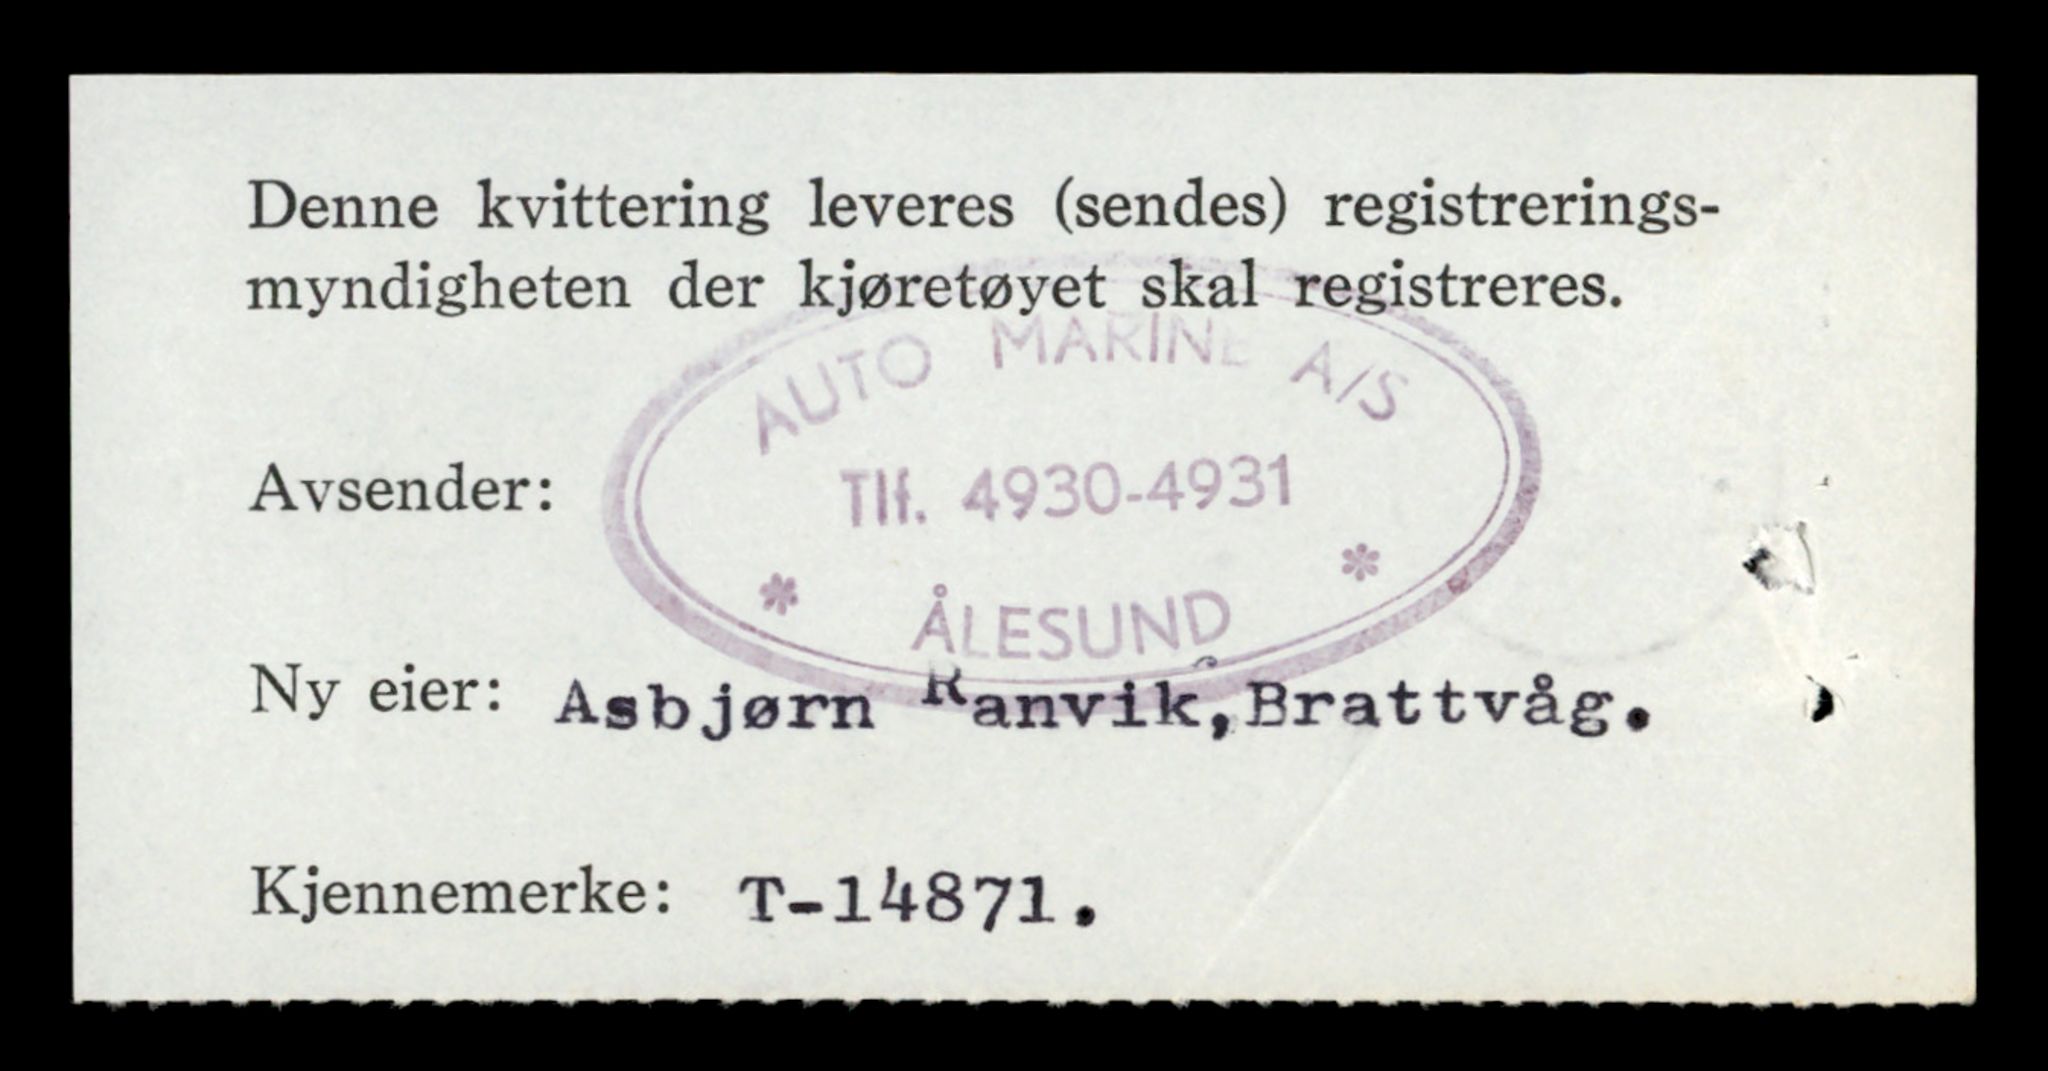 Denne kvittering leveres (sendes) registrerings-
myndigheten der kjøretøyet skal registreres.
AUTO MARINE A/S
Avsender:
Tlf. 4930-4931
* ÅLESUND *
Ny eier: Asbjørn Ranvik,Brattvåg.
Kjennemerke: T-14871.